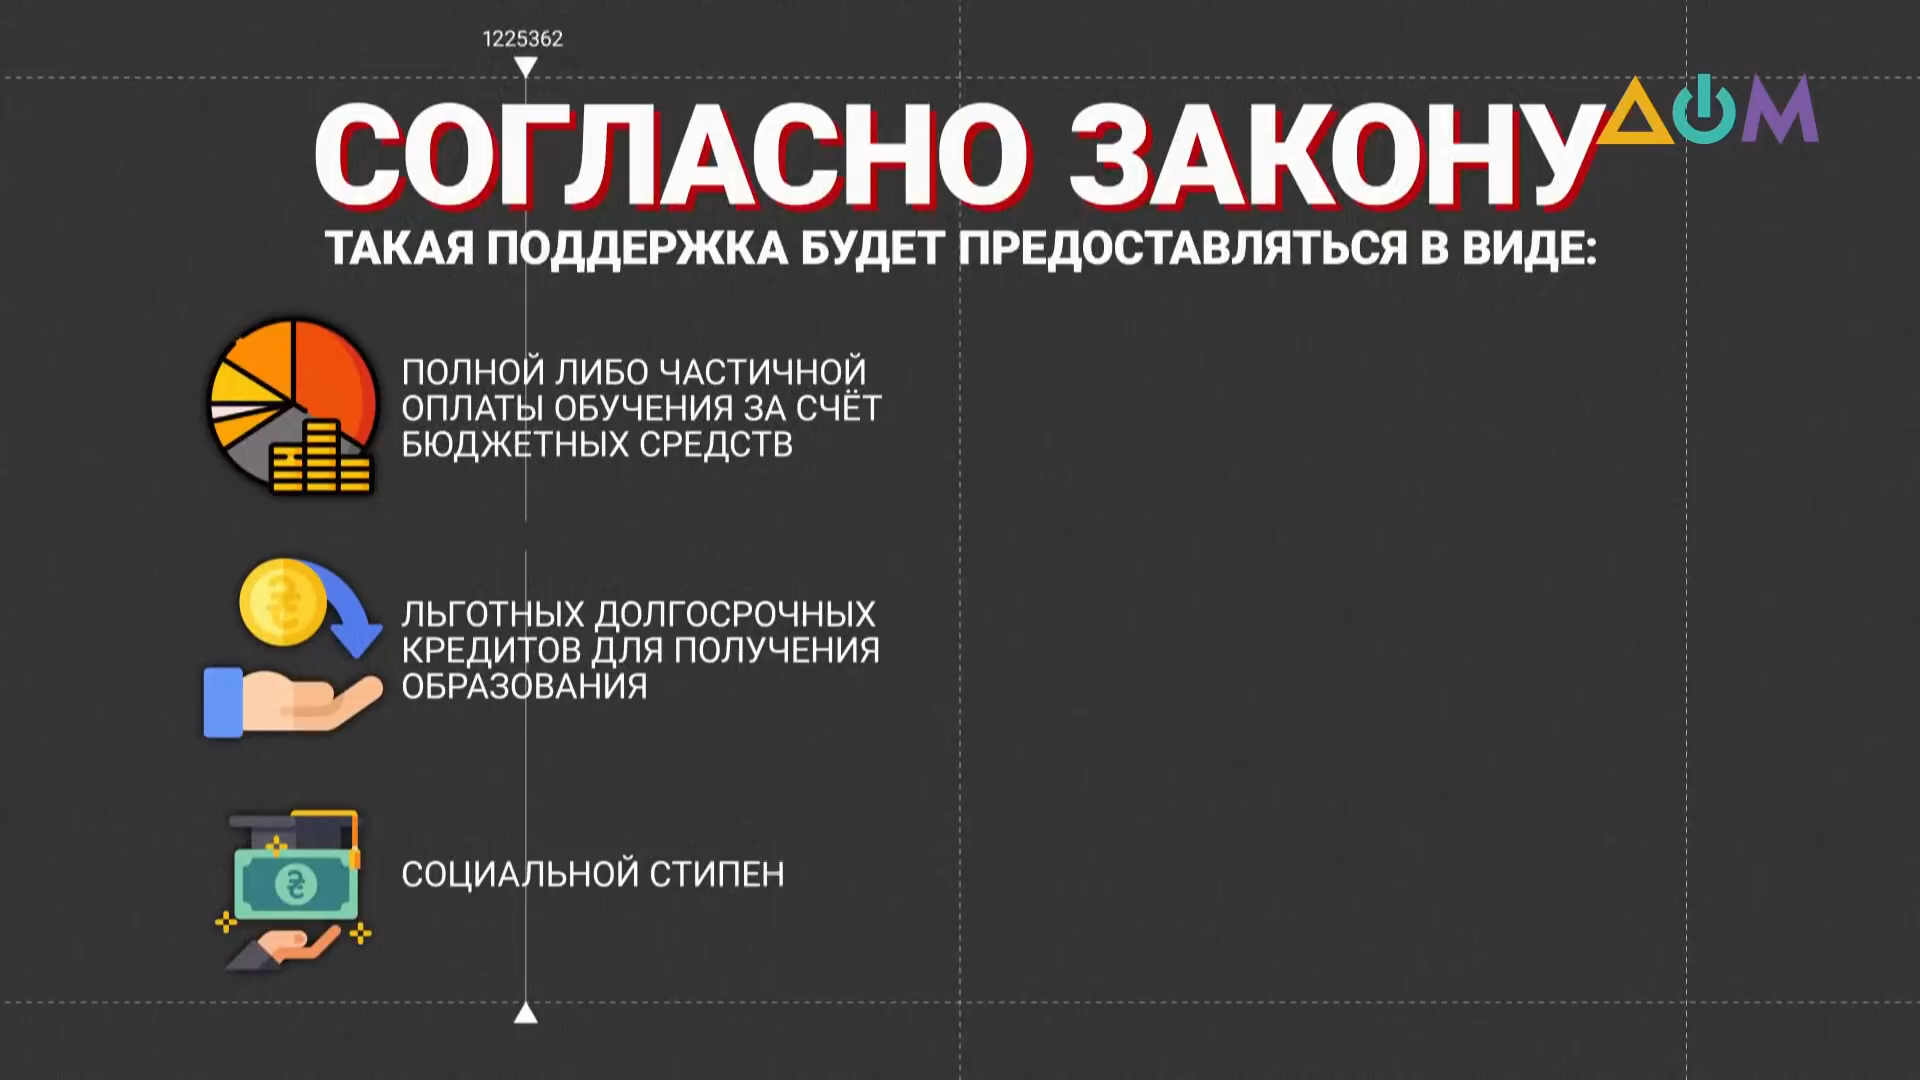 1225362
СОГЛАСНО ЗАКОНУ
ДОМ
ТАКАЯ ПОДДЕРЖКА БУДЕТ ПРЕДОСТАВЛЯТЬСЯ В ВИДЕ:
ПОЛНОЙ ЛИБО ЧАСТИЧНОЙ
ОПЛАТЫ ОБУЧЕНИЯ ЗА СЧЁТ
БЮДЖЕТНЫХ СРЕДСТВ
₴
ЛЬГОТНЫХ ДОЛГОСРОЧНЫХ
КРЕДИТОВ ДЛЯ ПОЛУЧЕНИЯ
ОБРАЗОВАНИЯ
₴
СОЦИАЛЬНОЙ СТИПЕН